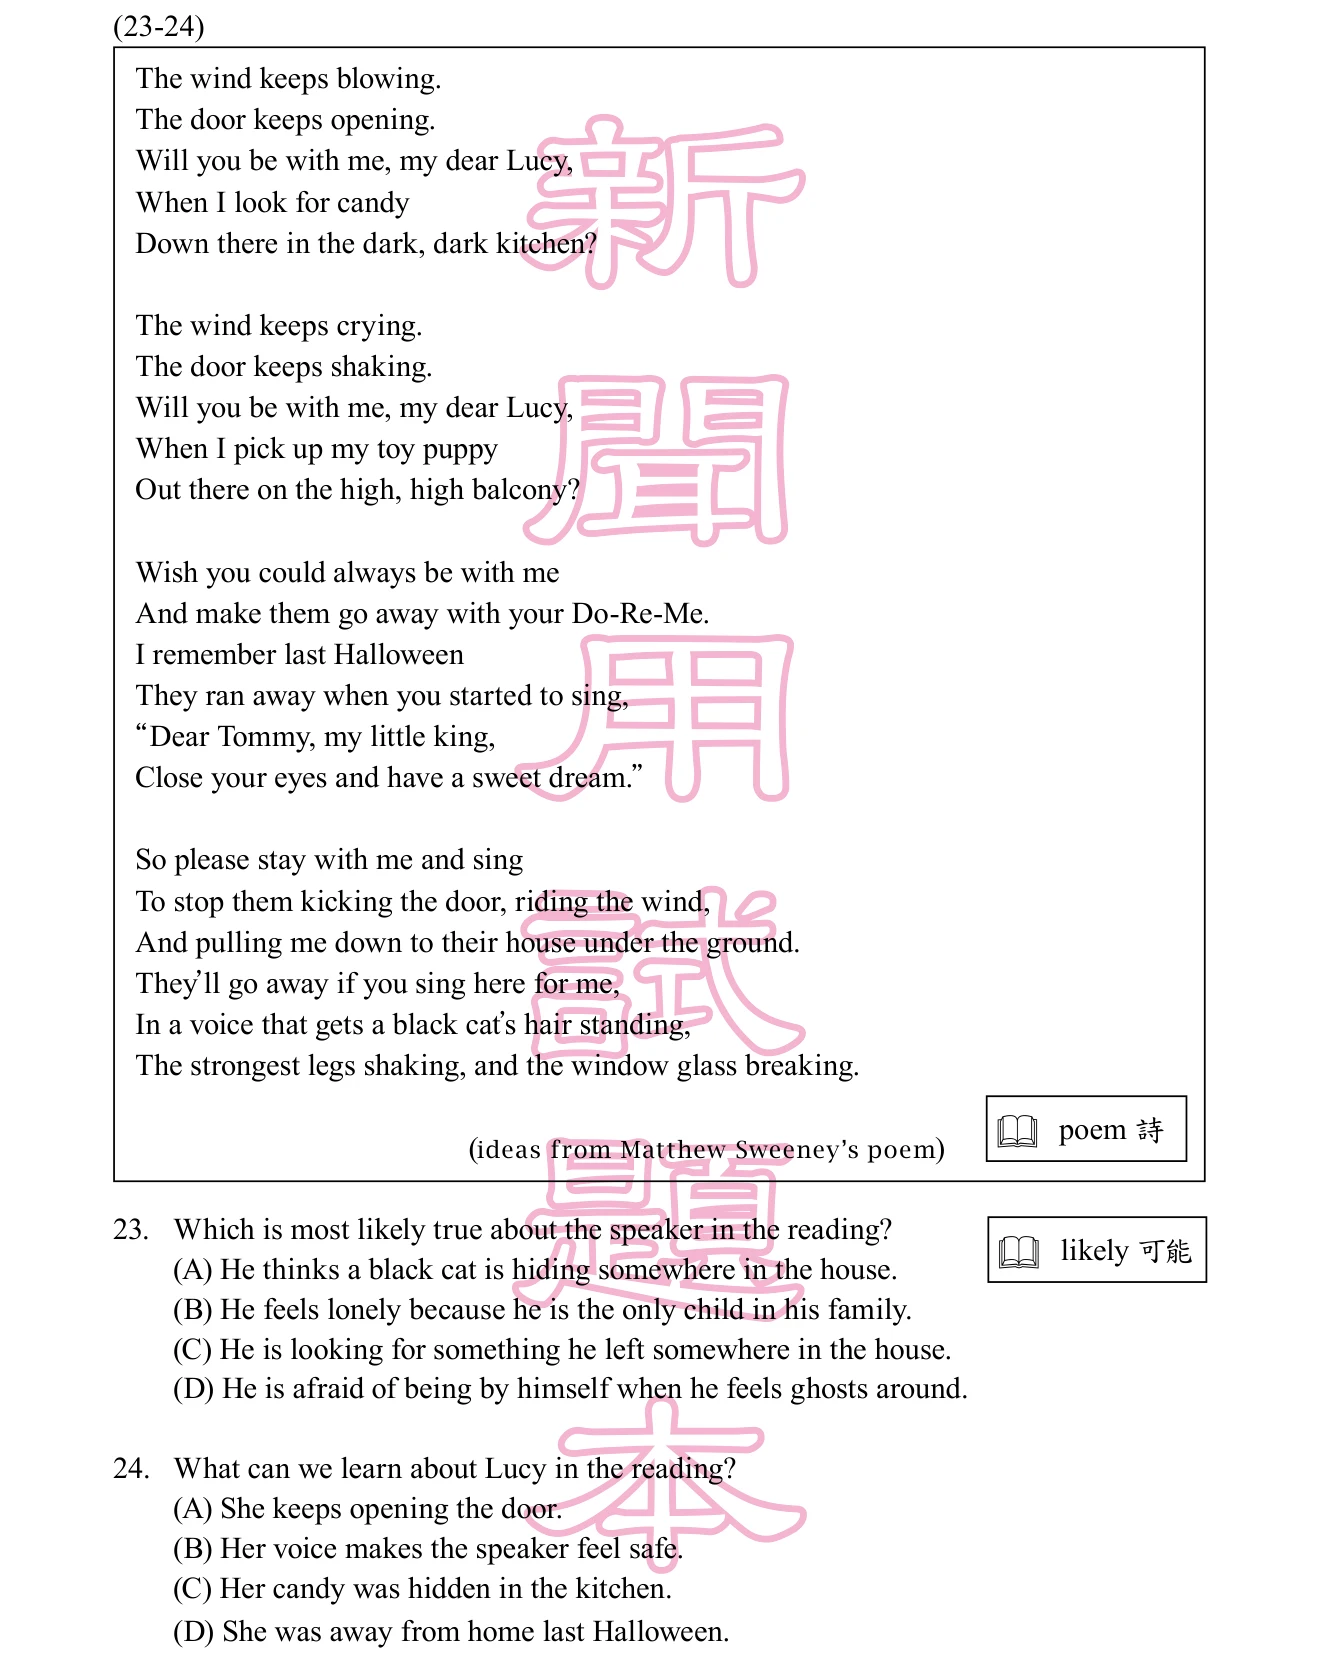 (23-24)
The wind keeps blowing.
The door keeps opening.
Will you be with me, my dear Lucy,
When I look for candy
Down there in the dark, dark kitchen?
The wind keeps crying.
The door keeps shaking.
Will you be with me, my dear Lucy,
When I pick up my toy puppy
Out there on the high, high balcony?
Wish you could always be with me
And make them go away with your Do-Re-Me.
I remember last Halloween
They ran away when you started to sing,
“Dear Tommy, my little king,
Close your eyes and have a sweet dream.”
So please stay with me and sing
To stop them kicking the door, riding the wind,
And pulling me down to their house under the ground.
They’ll go away if you sing here for me,
In a voice that gets a black cat’s hair standing,
The strongest legs shaking, and the window glass breaking.
(ideas from Matthew Sweeney’s poem)
poem 詩
23. Which is most likely true about the speaker in the reading?
likely 可能
(A) He thinks a black cat is hiding somewhere in the house.
(B) He feels lonely because he is the only child in his family.
(C) He is looking for something he left somewhere in the house.
(D) He is afraid of being by himself when he feels ghosts around.
24. What can we learn about Lucy in the reading?
(A) She keeps opening the door.
(B) Her voice makes the speaker feel safe.
(C) Her candy was hidden in the kitchen.
(D) She was away from home last Halloween.
新聞用試題本